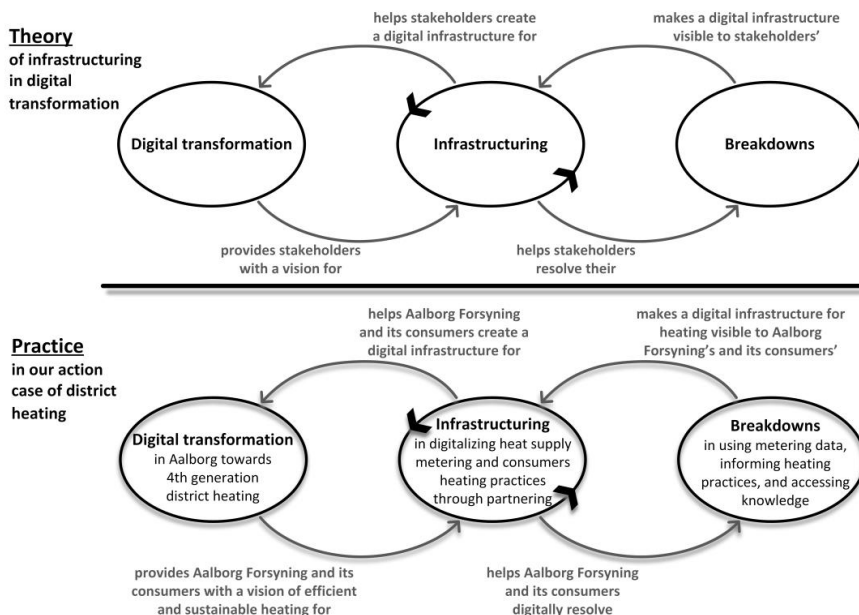 Theory
of infrastructuring
in digital
transformation
helps stakeholders create
a digital infrastructure for
makes a digital infrastructure
visible to stakeholders’
Digital transformation
Infrastructuring
Breakdowns
provides stakeholders
with a vision for
helps stakeholders
resolve their
Practice
in our action
case of district
heating
helps Aalborg Forsyning
and its consumers create a
digital infrastructure for
makes a digital infrastructure for
heating visible to Aalborg
Forsyning’s and its consumers’
Digital transformation
in Aalborg towards
4th generation
district heating
Infrastructuring
in digitalizing heat supply
metering and consumers
heating practices
through partnering
Breakdowns
in using metering data,
informing heating
practices, and accessing
knowledge
provides Aalborg Forsyning and its
consumers with a vision of efficient
and sustainable heating for
helps Aalborg Forsyning
and its consumers
digitally resolve